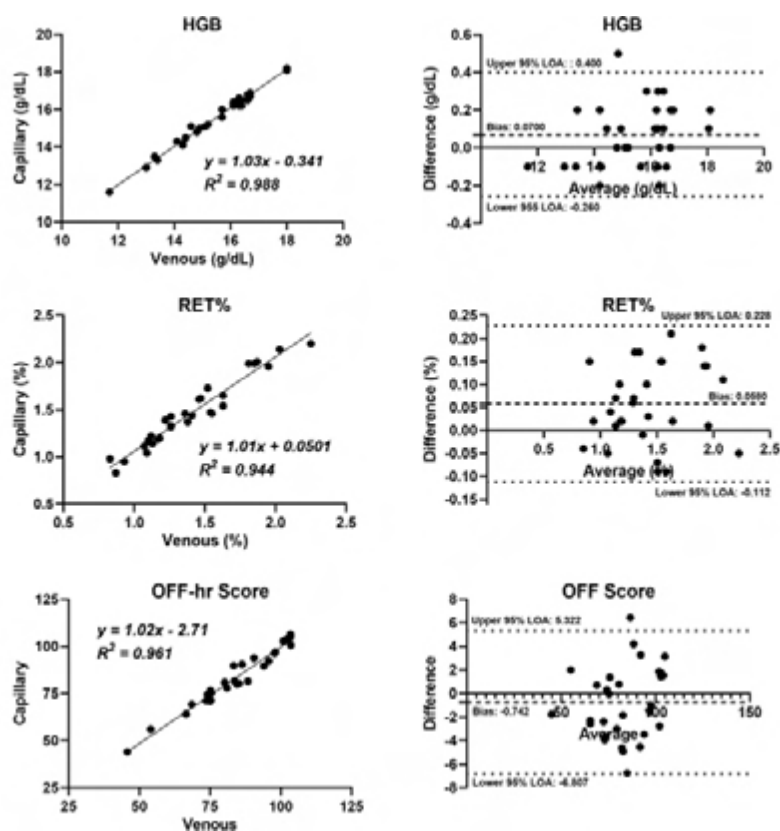 HGB
20
18
16
14
12
10
Capillary (g/dL)
y = 1.03x - 0.341
R² = 0.988
10 12 14 16 18 20
Venous (g/dL)
HGB
0.6
0.4
0.2
0.0
-0.2
-0.4
Difference (g/dL)
Upper 95% LOA: : 0.400
Bias: 0.0700
12 14 16 18 20
Average (g/dL)
Lower 955 LOA: -0.260
RET%
2.5
2.0
1.5
1.0
0.5
Capillary (%)
y = 1.01x + 0.0501
R² = 0.944
0.5 1.0 1.5 2.0 2.5
Venous (%)
RET%
0.25
0.20
0.15
0.10
0.05
0.00
-0.05
-0.10
-0.15
Difference (%)
Upper 95% LOA: 0.228
Bias: 0.0580
0.5 1.0 1.5 2.0 2.5
Average
Lower 95% LOA: -0.112
OFF-hr Score
125
100
75
50
25
Capillary
y = 1.02x - 2.71
R² = 0.961
25 50 75 100 125
Venous
OFF Score
8
6
4
2
0
-2
-4
-6
-8
Difference
Upper 95% LOA: 5.322
Bias: -0.742
50 100 150
Average
Lower 95% LOA: -6.807